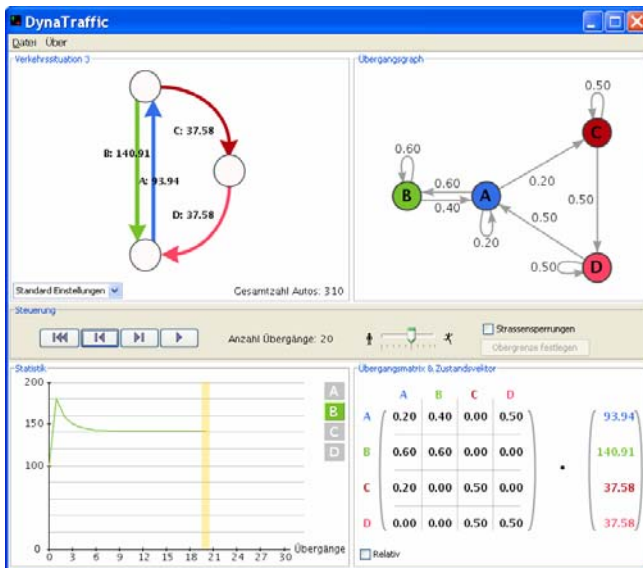 DynaTraffic
Datei Über
Verkehrssituation 3
C: 37.58
B: 140.91
A: 93.94
D: 37.58
Standard Einstellungen
Gesamtzahl Autos: 310
Übergangsgraph
0.50
C
0.60
0.60
B
A
0.20
0.40
0.50
0.50
0.20
0.50
D
Steuerung
Anzahl Übergänge: 20
Strassensperrungen
Obergrenze festlegen
Statistik
200
150
100
0
0 3 6 9 12 15 18 21 24 27 30 Übergänge
A
B
C
D
Übergangsmatrix & Zustandsvektor
A B C D
A 0.20 0.40 0.00 0.50 93.94
B 0.60 0.60 0.00 0.00 140.91
C 0.20 0.00 0.50 0.00 37.58
D 0.00 0.00 0.50 0.50 37.58
Relativ